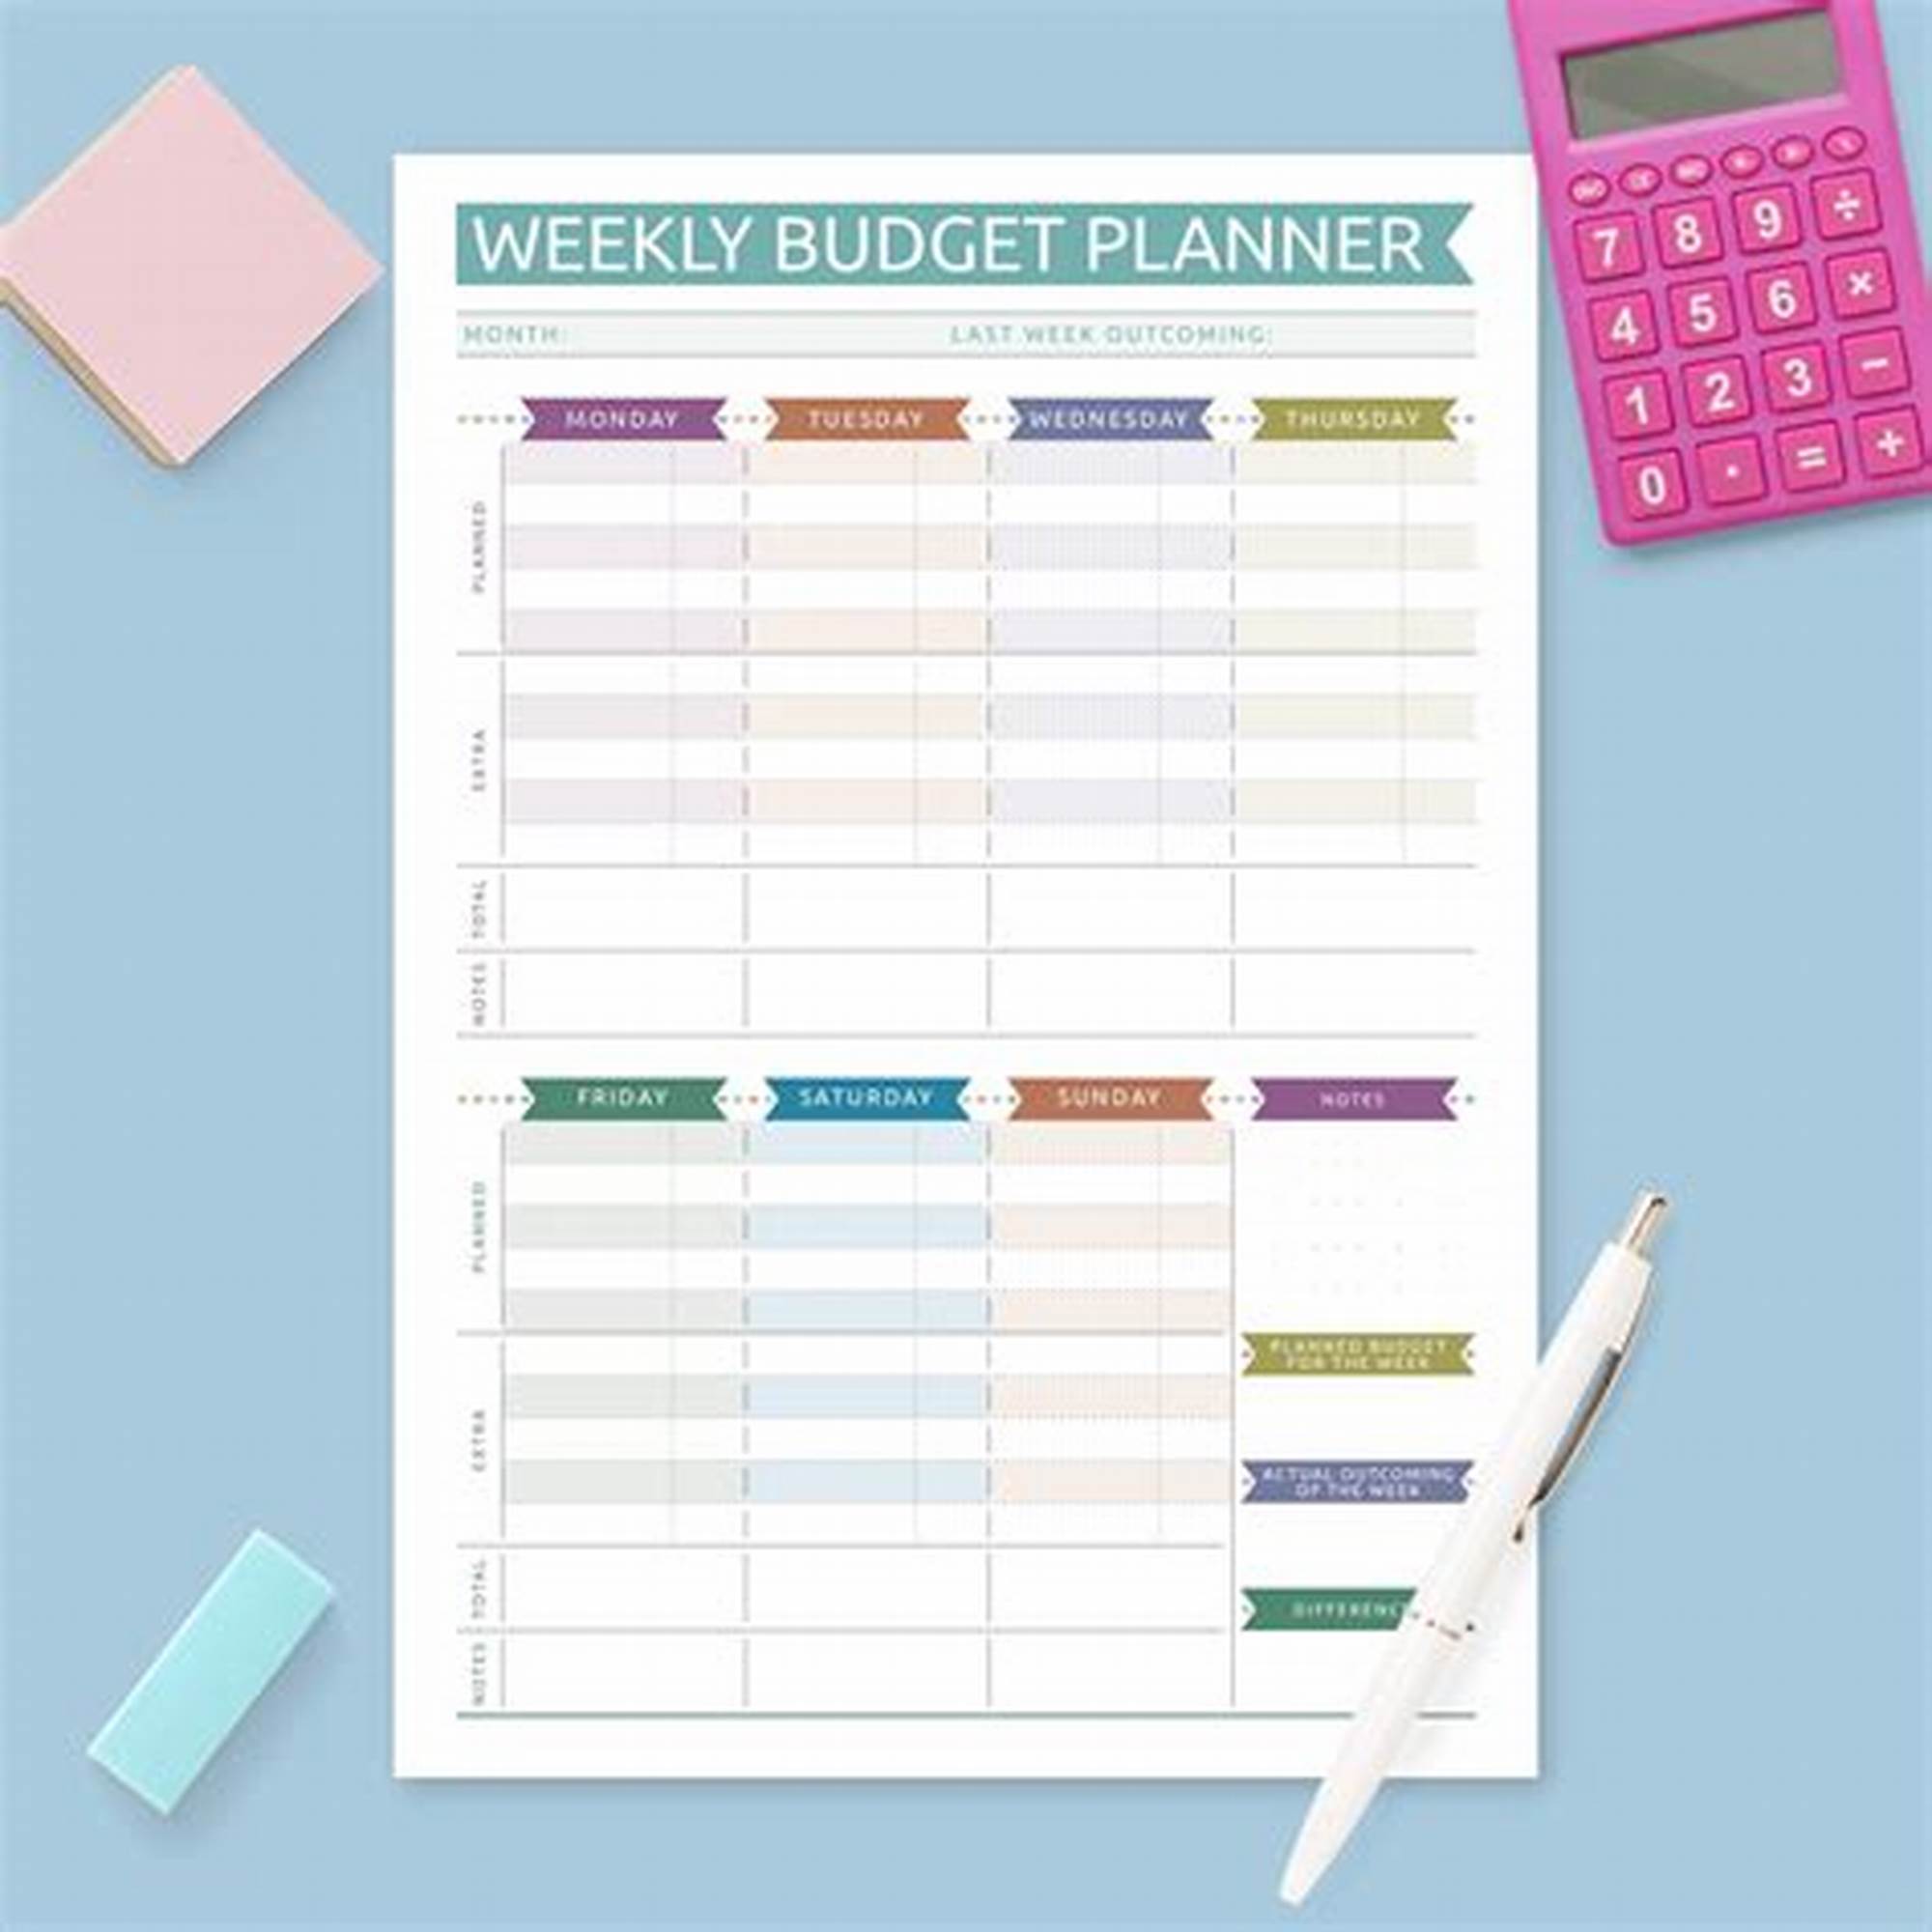 WEEKLY BUDGET PLANNER
MONTH:
LAST WEEK OUTCOMING:
MONDAY
TUESDAY
WEDNESDAY
THURSDAY
PLANNED
EXTRA
TOTAL
NOTES
FRIDAY
SATURDAY
SUNDAY
NOTES
PLANNED
EXTRA
TOTAL
NOTES
PLANNED BUDGET
FOR THE WEEK
ACTUAL OUTCOMING
OF THE WEEK
DIFFERENC
7 8 9 ÷
4 5 6 ×
1 2 3 −
0 . = +